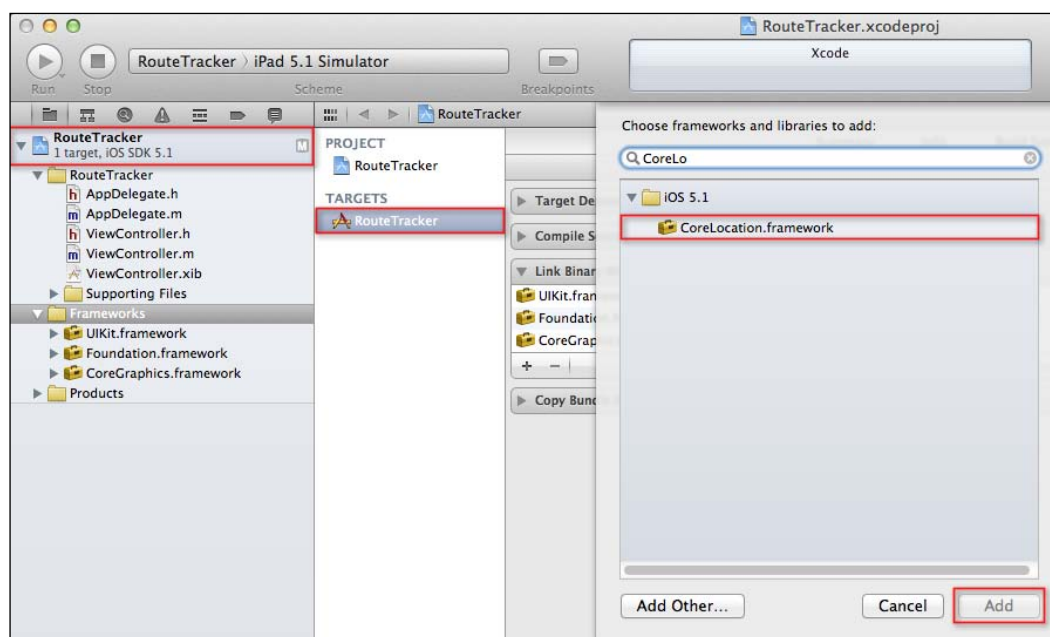 RouteTracker.xcodeproj
RouteTracker 〉 iPad 5.1 Simulator
Xcode
Run
Stop
Scheme
Breakpoints
RouteTracker
1 target, iOS SDK 5.1
M
RouteTracker
h AppDelegate.h
m AppDelegate.m
h ViewController.h
m ViewController.m
ViewController.xib
Supporting Files
Frameworks
UIKit.framework
Foundation.framework
CoreGraphics.framework
Products
RouteTracker
PROJECT
RouteTracker
TARGETS
RouteTracker
Target De
Compile S
Link Binar
UIKit.fran
Foundatio
CoreGrap
+ −
Copy Bund
Choose frameworks and libraries to add:
CoreLo
iOS 5.1
CoreLocation.framework
Add Other...
Cancel
Add